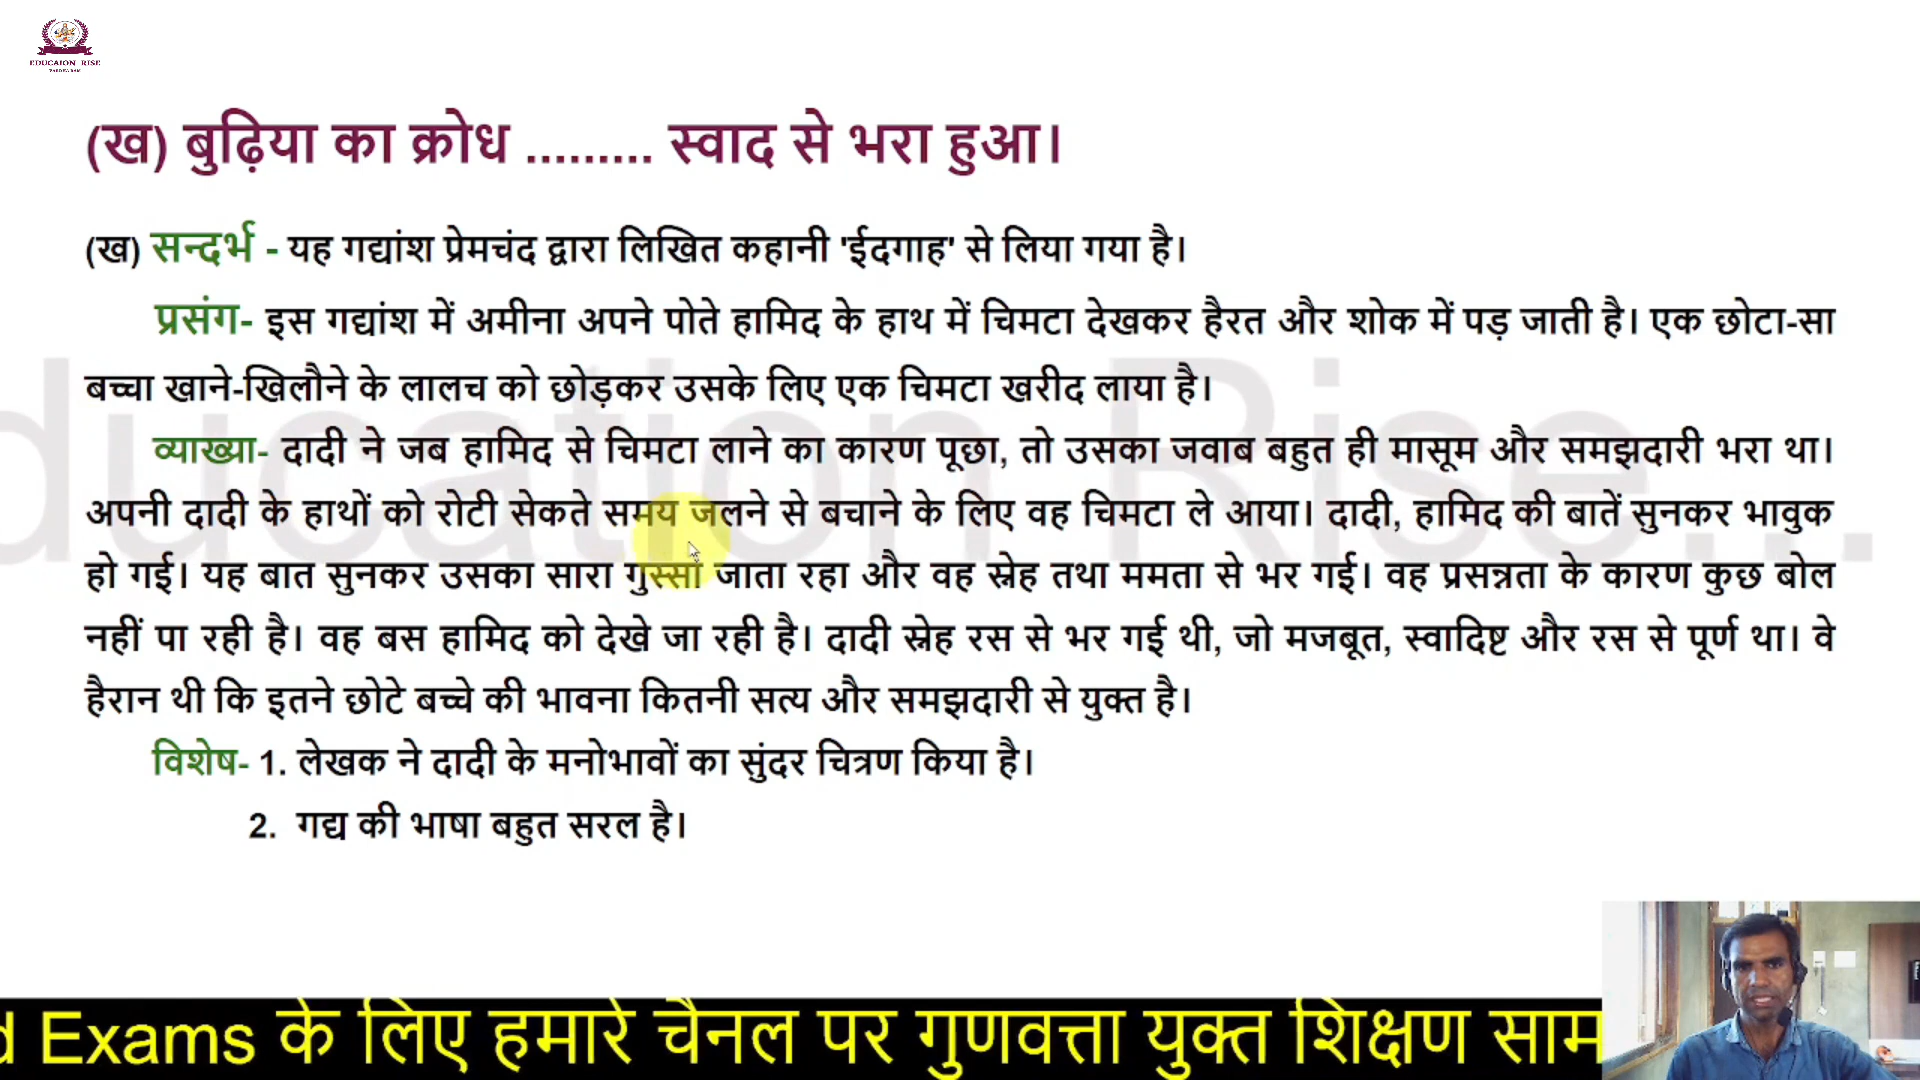 EDUCAION RISE
(ख) बुढ़िया का क्रोध ......... स्वाद से भरा हुआ।
(ख) सन्दर्भ - यह गद्यांश प्रेमचंद द्वारा लिखित कहानी 'ईदगाह' से लिया गया है।
प्रसंग- इस गद्यांश में अमीना अपने पोते हामिद के हाथ में चिमटा देखकर हैरत और शोक में पड़ जाती है। एक छोटा-सा
बच्चा खाने-खिलौने के लालच को छोड़कर उसके लिए एक चिमटा खरीद लाया है।
व्याख्या- दादी ने जब हामिद से चिमटा लाने का कारण पूछा, तो उसका जवाब बहुत ही मासूम और समझदारी भरा था।
अपनी दादी के हाथों को रोटी सेकते समय जलने से बचाने के लिए वह चिमटा ले आया। दादी, हामिद की बातें सुनकर भावुक
हो गई। यह बात सुनकर उसका सारा गुस्सा जाता रहा और वह स्नेह तथा ममता से भर गई। वह प्रसन्नता के कारण कुछ बोल
नहीं पा रही है। वह बस हामिद को देखे जा रही है। दादी स्नेह रस से भर गई थी, जो मजबूत, स्वादिष्ट और रस से पूर्ण था। वे
हैरान थी कि इतने छोटे बच्चे की भावना कितनी सत्य और समझदारी से युक्त है।
विशेष- 1. लेखक ने दादी के मनोभावों का सुंदर चित्रण किया है।
2. गद्य की भाषा बहुत सरल है।
ducation Rise...
d Exams के लिए हमारे चैनल पर गुणवत्ता युक्त शिक्षण साम